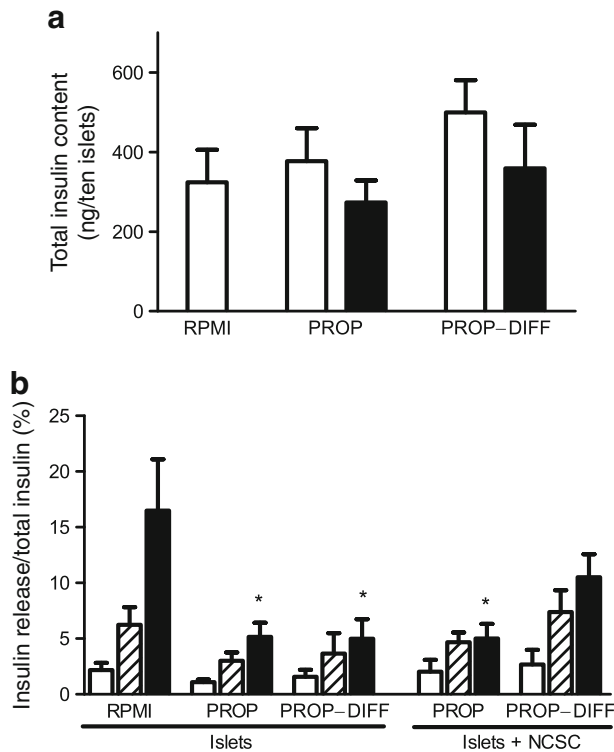 a
Total insulin content
(ng/ten islets)
600
400
200
0
RPMI PROP PROP–DIFF
b
Insulin release/total insulin (%)
25
20
15
10
5
0
* * *
RPMI PROP PROP–DIFF PROP PROP–DIFF
Islets Islets + NCSC